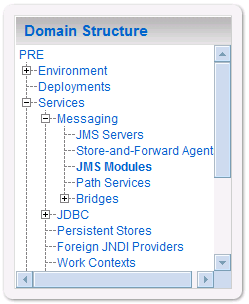 Domain Structure
PRE
Environment
Deployments
Services
Messaging
JMS Servers
Store-and-Forward Agent
JMS Modules
Path Services
Bridges
JDBC
Persistent Stores
Foreign JNDI Providers
Work Contexts